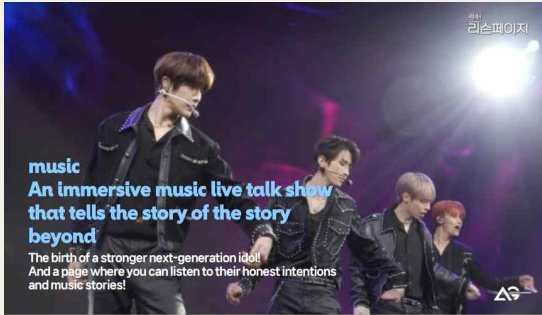 리슨페이지
music
An immersive music live talk show
that tells the story of the story
beyond
The birth of a stronger next-generation idol!
And a page where you can listen to their honest intentions
and music stories!
AG